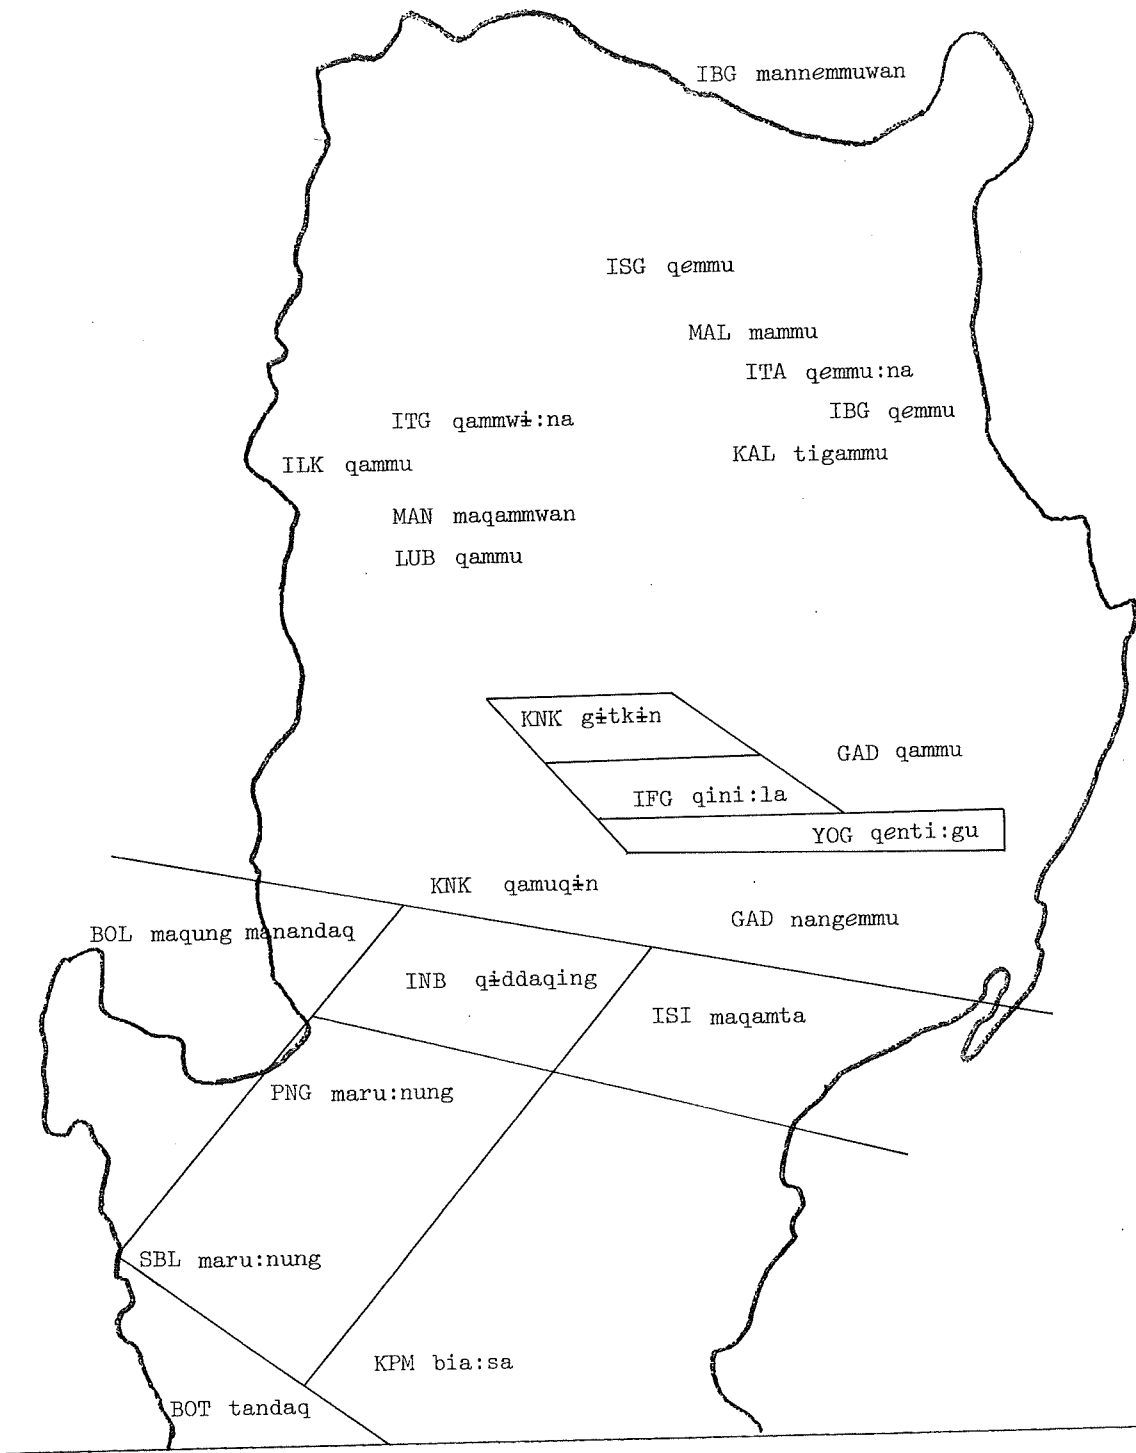 IBG mannemmuwan
ISG qemmu
MAL mammu
ITA qemmu:na
IBG qemmu
ITG qammwɨ:na
KAL tigammu
ILK qammu
MAN maqammwan
LUB qammu
KNK gɨtkɨn
GAD qammu
IFG qini:la
YOG qenti:gu
KNK qamuqɨn
GAD nangemmu
BOL maqung manandaq
INB qɨddaqing
ISI maqamta
PNG maru:nung
SBL maru:nung
KPM bia:sa
BOT tandaq